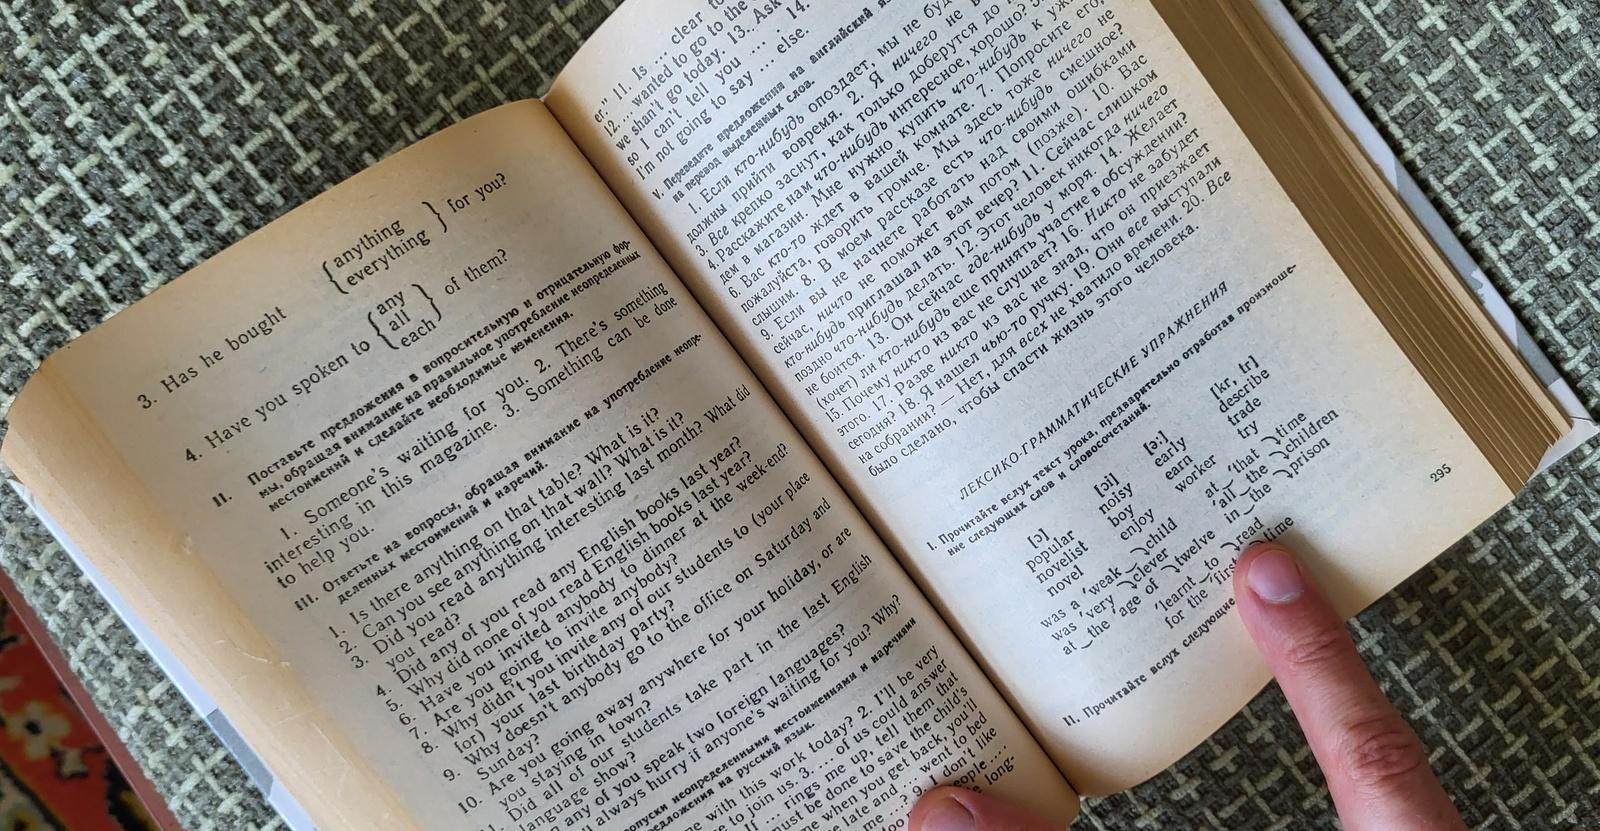 3. Has he bought { anything
everything } for you?
4. Have you spoken to { any
all
each } of them?
II. Поставьте предложения в вопросительную и отрицательную фор-
мы, обращая внимание на правильное употребление неопределенных
местоимений и сделайте необходимые изменения.
1. Someone's waiting for you. 2. There's something
interesting in this magazine. 3. Something can be done
to help you.
III. Ответьте на вопросы, обращая внимание на употребление неопре-
деленных местоимений и наречий.
1. Is there anything on that table? What is it?
2. Can you see anything on that wall? What is it?
3. Did you read anything interesting last month? What did
you read?
4. Did any of you read any English books last year?
5. Why did none of you read English books last year?
6. Have you invited anybody to dinner at the week-end?
7. Are you going to invite anybody?
8. Why didn't you invite any of our students to (your place
for) your last birthday party?
9. Why doesn't anybody go to the office on Saturday and
Sunday?
10. Are you going away anywhere for your holiday, or are
you staying in town?
11. Did all of our students take part in the last English
language show?
any of you speak two foreign languages?
always hurry if anyone's waiting for you? Why?
неопределенными местоимениями и наречиями
на русский язык.
with this work today? 2. I'll be very
to join us. 3. ... of us could answer
If ... rings me up, tell them that
must be done to save the child's
when you get back, you'll
late and ... went to bed
me ...? 9. I don't like
people ...
long-
er." 11. Is ... clear to
12. ... wanted to go to the
we shan't go today. 13. Ask
so I can't tell you ... 14.
I'm not going to say ... else.
V. Переведите предложения на английский
на перевод выделенных слов.
1. Если кто-нибудь опоздает, мы не
должны прийти вовремя. 2. Я ничего не
3. Все крепко заснут, как только доберутся до
4. Расскажите нам что-нибудь интересное, хорошо? 5.
дем в магазин. Мне нужно купить что-нибудь к
6. Вас кто-то ждет в вашей комнате. 7. Попросите его,
пожалуйста, говорить громче. Мы здесь тоже ничего не
слышим. 8. В моем рассказе есть что-нибудь смешное?
9. Если вы не начнете работать над своими ошибками
сейчас, ничто не поможет вам потом (позже) 10. Вас
кто-нибудь приглашал на этот вечер? 11. Сейчас слишком
поздно что-нибудь делать. 12. Этот человек никогда ничего
не боится. 13. Он сейчас где-нибудь у моря. 14. Желает
(хочет) ли кто-нибудь еще принять участие в обсуждении?
15. Почему никто из вас не слушает? 16. Никто не забудет
этого. 17. Разве никто из вас не знал, что он приезжает
сегодня? 18. Я нашел чью-то ручку. 19. Они все выступали
на собрании? — Нет, для всех не хватило времени. 20. Все
было сделано, чтобы спасти жизнь этого человека.
ЛЕКСИКО-ГРАММАТИЧЕСКИЕ УПРАЖНЕНИЯ
I. Прочитайте вслух текст урока, предварительно отработав произноше-
ние следующих слов и словосочетаний.
[ɔ] [ɔi] [ə:] [kr, tr]
popular noisy early describe
novelist boy earn trade
novel enjoy worker try
was a 'weak child at 'that time
was 'very clever 'all the children
at the 'age of 'twelve in the prison
'learnt to read
for the 'first time
II. Прочитайте вслух следующие
295